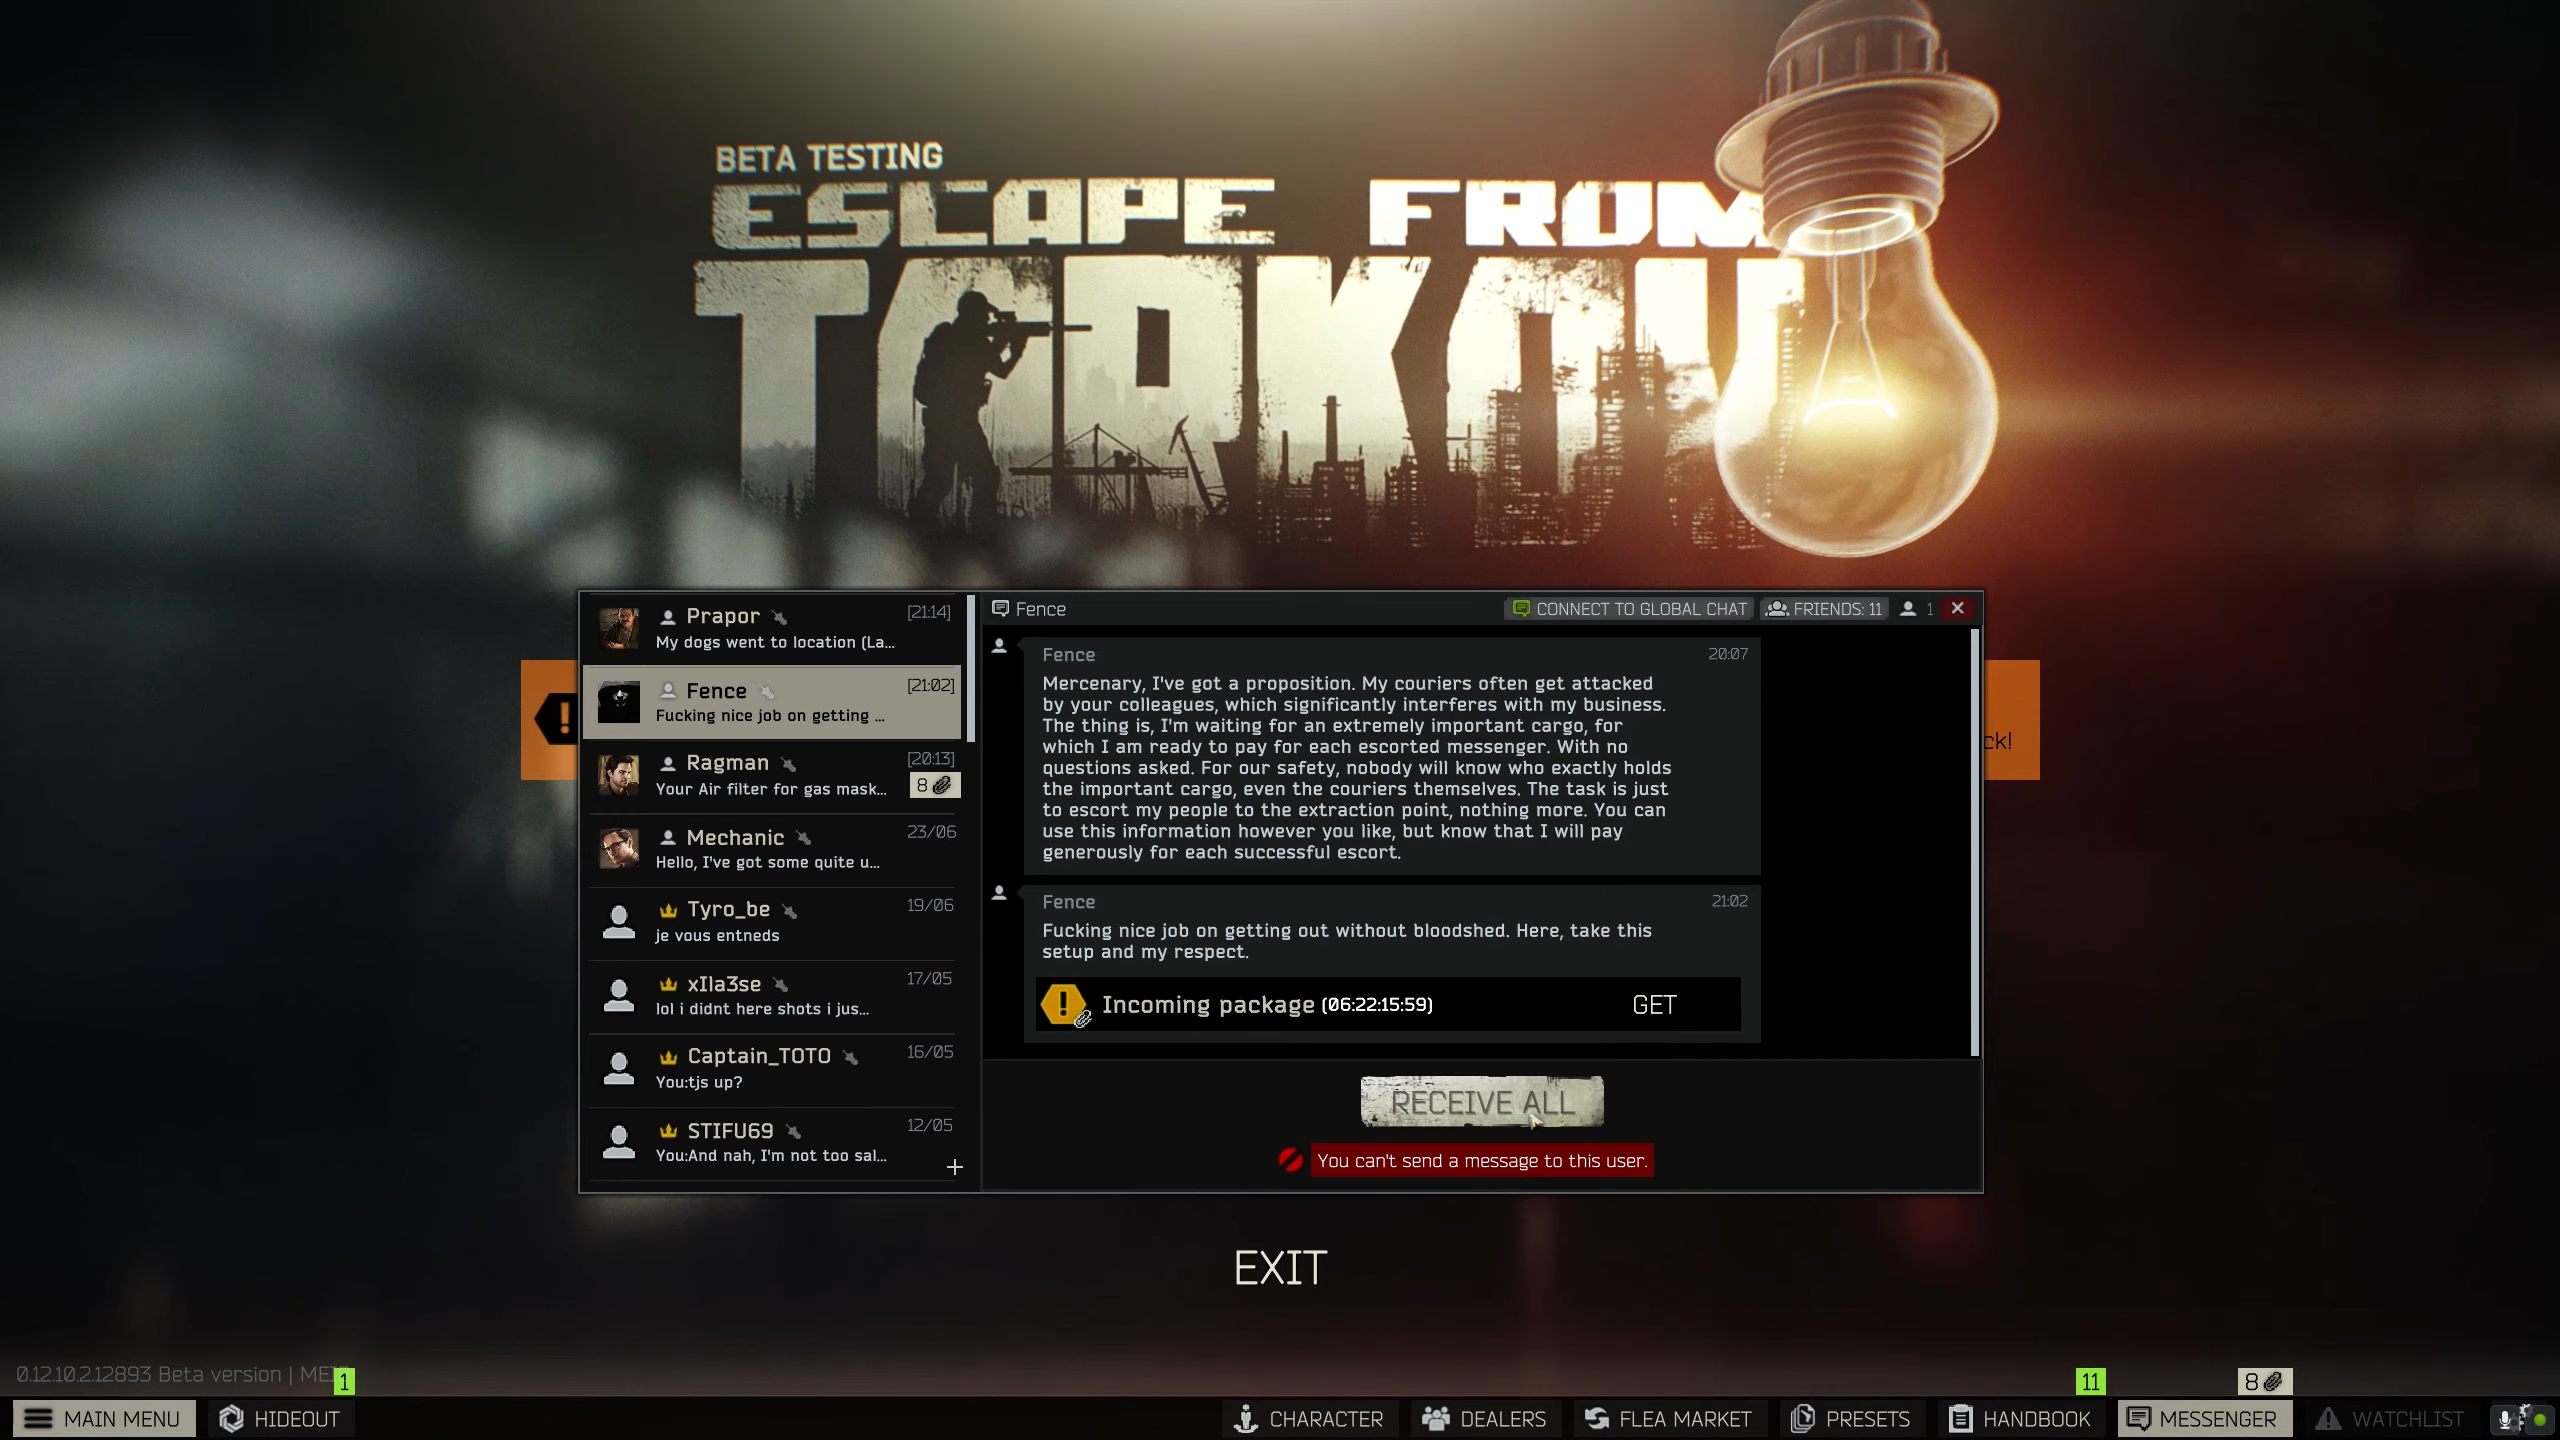 BETA TESTING
ESCAPE FROM
TARKOV
Prapor [21:14]
My dogs went to location (La...
Fence [21:02]
Fucking nice job on getting ...
Ragman [20:13]
Your Air filter for gas mask... 8
Mechanic 23/06
Hello, I've got some quite u...
Tyro_be 19/06
je vous entneds
xIla3se 17/05
lol i didnt here shots i jus...
Captain_TOTO 16/05
You:tjs up?
STIFU69 12/05
You:And nah, I'm not too sal...
Fence CONNECT TO GLOBAL CHAT FRIENDS: 11 1
Fence 20:07
Mercenary, I've got a proposition. My couriers often get attacked
by your colleagues, which significantly interferes with my business.
The thing is, I'm waiting for an extremely important cargo, for
which I am ready to pay for each escorted messenger. With no
questions asked. For our safety, nobody will know who exactly holds
the important cargo, even the couriers themselves. The task is just
to escort my people to the extraction point, nothing more. You can
use this information however you like, but know that I will pay
generously for each successful escort.
Fence 21:02
Fucking nice job on getting out without bloodshed. Here, take this
setup and my respect.
Incoming package (06:22:15:59) GET
RECEIVE ALL
You can't send a message to this user.
ck!
EXIT
0.12.10.2.12893 Beta version |
1
11
8
MAIN MENU HIDEOUT CHARACTER DEALERS FLEA MARKET PRESETS HANDBOOK MESSENGER WATCHLIST